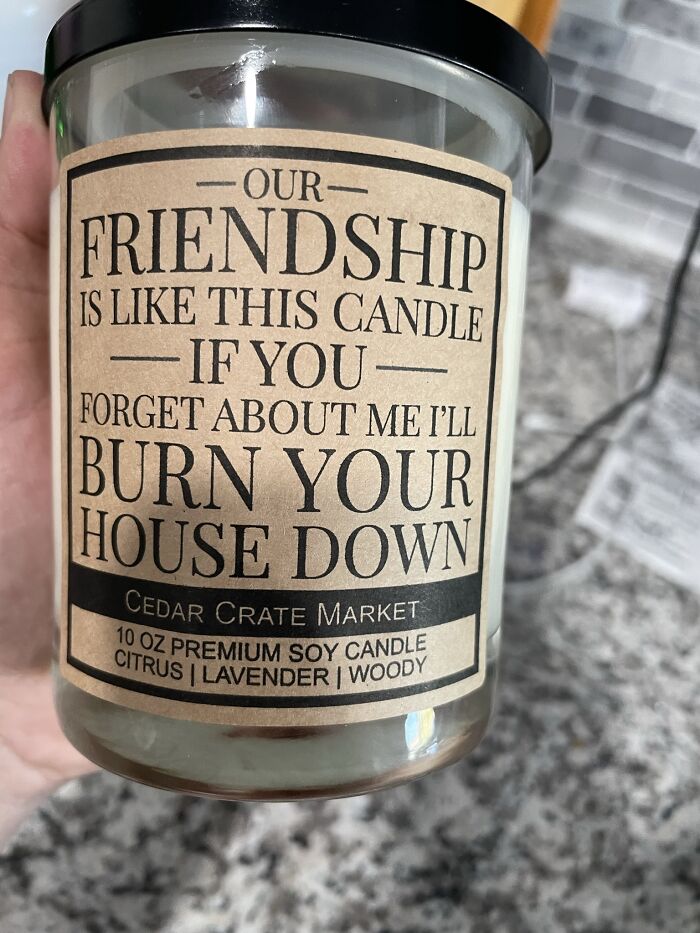 OUR
FRIENDSHIP
IS LIKE THIS CANDLE
IF YOU
FORGET ABOUT ME I'LL
BURN YOUR
HOUSE DOWN
CEDAR CRATE MARKET
10 OZ PREMIUM SOY CANDLE
CITRUS | LAVENDER | WOODY